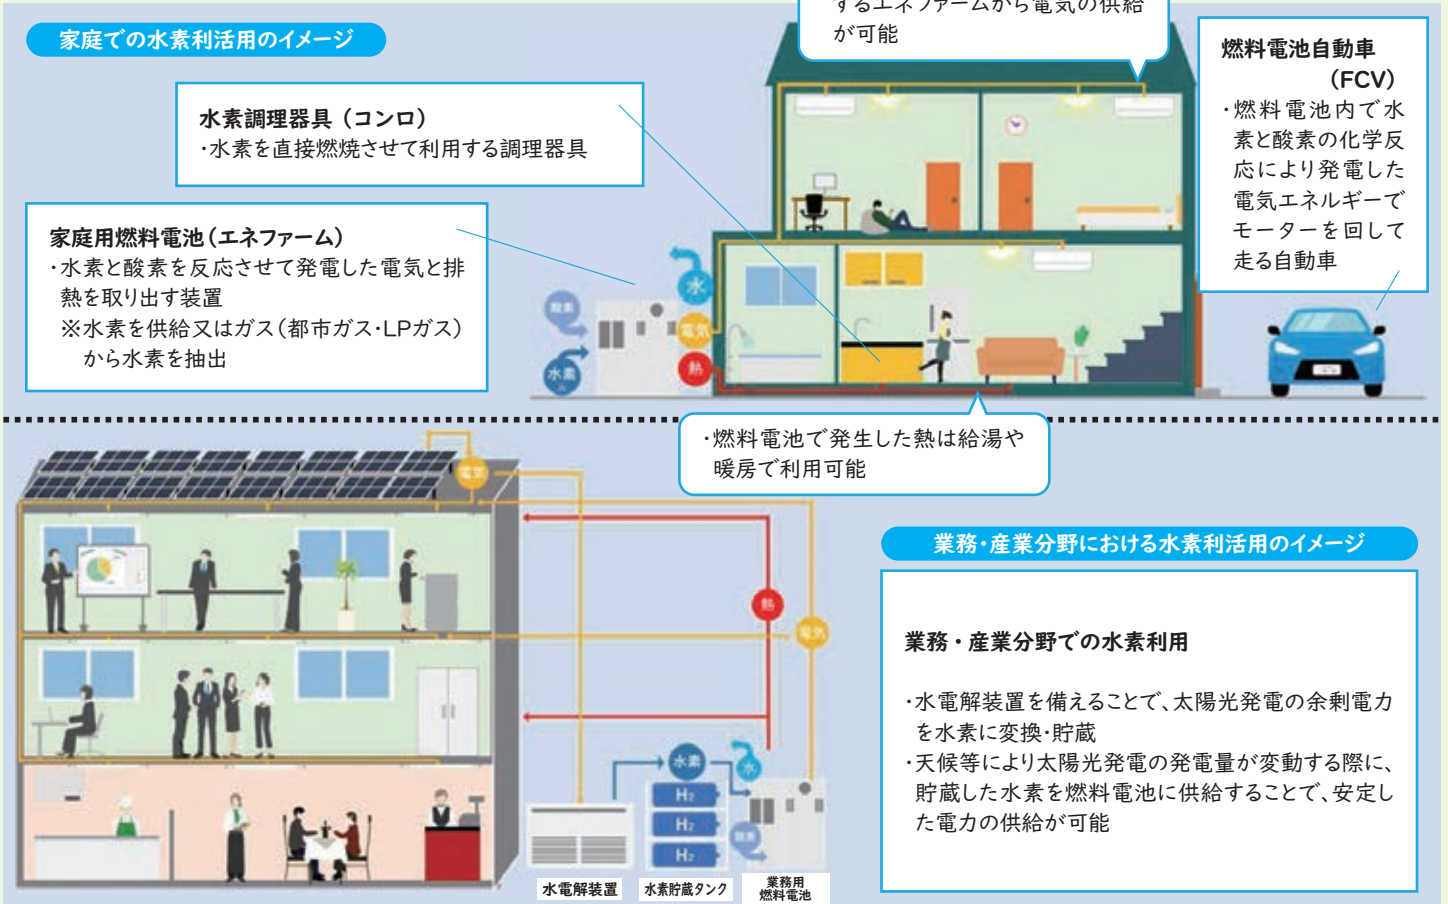 するエネファームから電気の供給
が可能
家庭での水素利活用のイメージ
燃料電池自動車
（FCV）
・燃料電池内で水
素と酸素の化学反
応により発電した
電気エネルギーで
モーターを回して
走る自動車
水素調理器具（コンロ）
・水素を直接燃焼させて利用する調理器具
家庭用燃料電池（エネファーム）
・水素と酸素を反応させて発電した電気と排
熱を取り出す装置
※水素を供給又はガス（都市ガス・LPガス）
から水素を抽出
水
酸素
電気
熱
水素
・燃料電池で発生した熱は給湯や
暖房で利用可能
電気
業務・産業分野における水素利活用のイメージ
熱
電気
業務・産業分野での水素利用
・水電解装置を備えることで、太陽光発電の余剰電力
を水素に変換・貯蔵
・天候等により太陽光発電の発電量が変動する際に、
貯蔵した水素を燃料電池に供給することで、安定し
た電力の供給が可能
水素
水
H2
H2
H2
酸素
水電解装置
水素貯蔵タンク
業務用
燃料電池